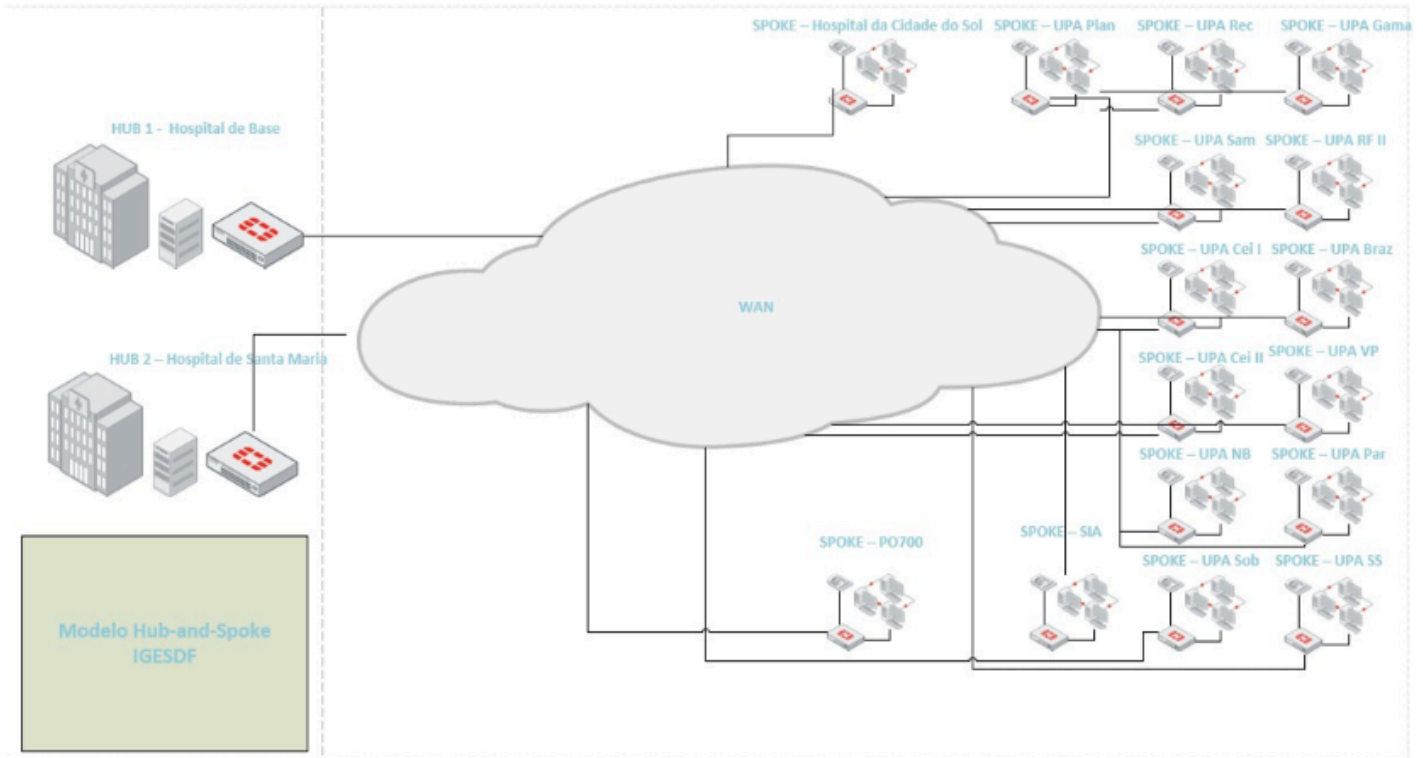 SPOKE – Hospital da Cidade do Sol
SPOKE – UPA Plan
SPOKE – UPA Rec
SPOKE – UPA Gama
HUB 1 - Hospital de Base
SPOKE – UPA Sam
SPOKE – UPA RF II
SPOKE – UPA Cei I
SPOKE – UPA Braz
WAN
HUB 2 – Hospital de Santa Maria
SPOKE – UPA Cei II
SPOKE – UPA VP
SPOKE – UPA NB
SPOKE – UPA Par
SPOKE – PO700
SPOKE – SIA
SPOKE – UPA Sob
SPOKE – UPA SS
Modelo Hub-and-Spoke
IGESDF